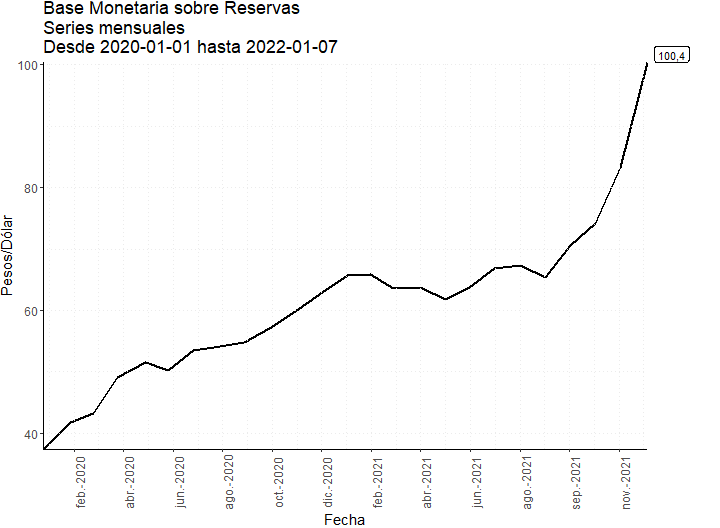 Base Monetaria sobre Reservas
Series mensuales
Desde 2020-01-01 hasta 2022-01-07
100,4
100
80
60
40
Pesos/Dólar
feb.-2020
abr.-2020
jun.-2020
ago.-2020
oct.-2020
dic.-2020
feb.-2021
abr.-2021
jun.-2021
ago.-2021
sep.-2021
nov.-2021
Fecha